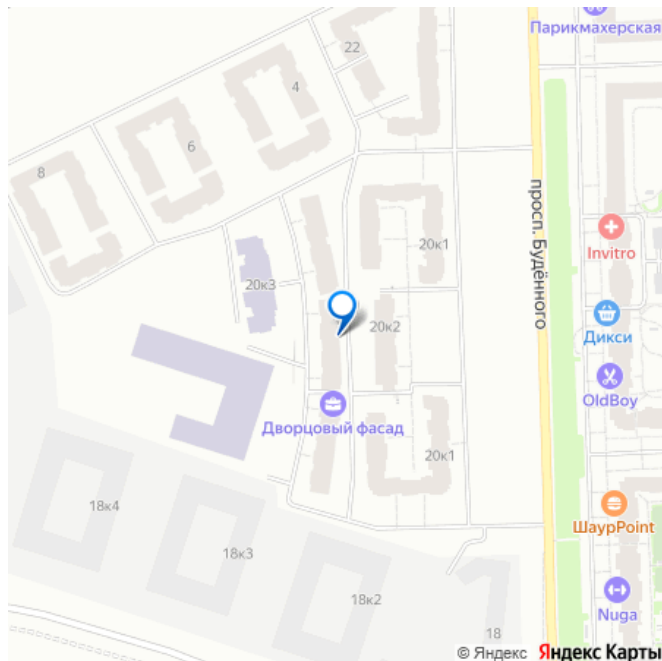 Парикмахерская
22
4
6
8
просп. Будённого
20к1
Invitro
20к3
20к2
Дикси
OldBoy
Дворцовый фасад
20к1
18к4
ШаурPoint
18к3
18к2
Nuga
18
© Яндекс Яндекс Карты